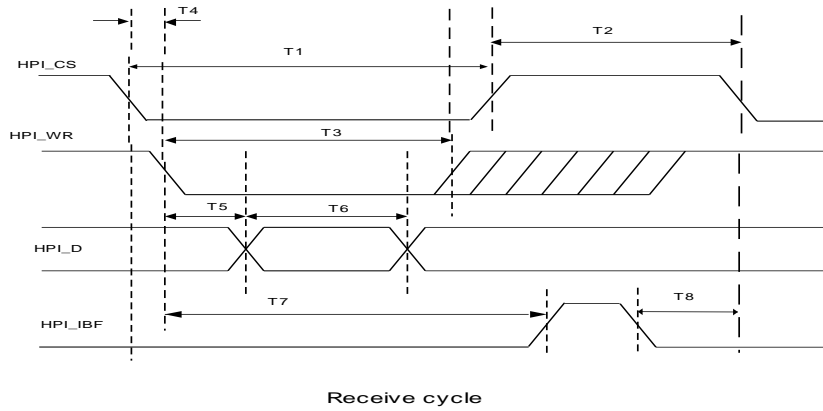 T4
T2
T1
HPI_CS
HPI_WR
T3
T5
T6
HPI_D
T7
T8
HPI_IBF
Receive cycle